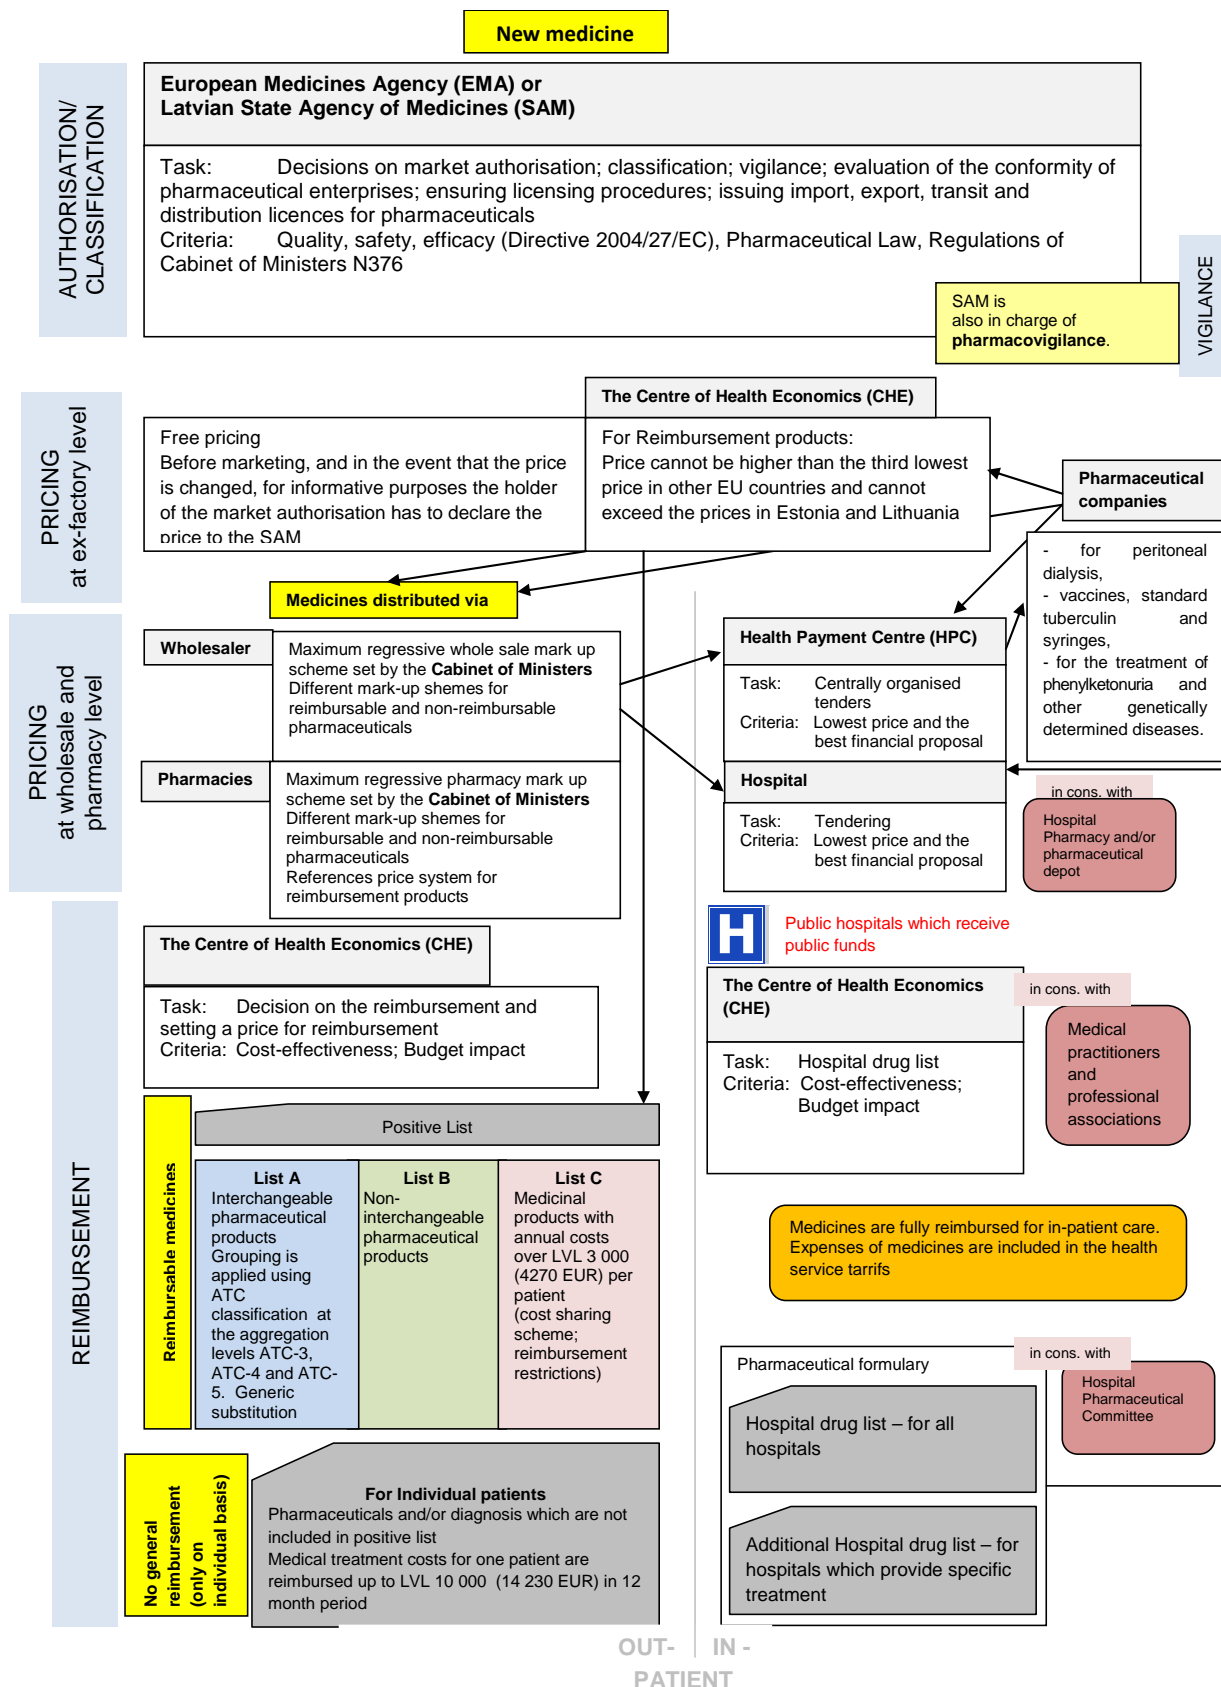 New medicine
AUTHORISATION/
CLASSIFICATION
European Medicines Agency (EMA) or
Latvian State Agency of Medicines (SAM)
Task: Decisions on market authorisation; classification; vigilance; evaluation of the conformity of
pharmaceutical enterprises; ensuring licensing procedures; issuing import, export, transit and
distribution licences for pharmaceuticals
Criteria: Quality, safety, efficacy (Directive 2004/27/EC), Pharmaceutical Law, Regulations of
Cabinet of Ministers N376
VIGILANCE
SAM is
also in charge of
pharmacovigilance.
PRICING
at ex-factory level
The Centre of Health Economics (CHE)
Free pricing
Before marketing, and in the event that the price
is changed, for informative purposes the holder
of the market authorisation has to declare the
price to the SAM
For Reimbursement products:
Price cannot be higher than the third lowest
price in other EU countries and cannot
exceed the prices in Estonia and Lithuania
Pharmaceutical
companies
- for peritoneal
dialysis,
- vaccines, standard
tuberculin and
syringes,
- for the treatment of
phenylketonuria and
other genetically
determined diseases.
Medicines distributed via
PRICING
at wholesale and
pharmacy level
Wholesaler
Maximum regressive whole sale mark up
scheme set by the Cabinet of Ministers
Different mark-up shemes for
reimbursable and non-reimbursable
pharmaceuticals
Pharmacies
Maximum regressive pharmacy mark up
scheme set by the Cabinet of Ministers
Different mark-up shemes for
reimbursable and non-reimbursable
pharmaceuticals
References price system for
reimbursement products
Health Payment Centre (HPC)
Task: Centrally organised
tenders
Criteria: Lowest price and the
best financial proposal
Hospital
Task: Tendering
Criteria: Lowest price and the
best financial proposal
in cons. with
Hospital
Pharmacy and/or
pharmaceutical
depot
REIMBURSEMENT
The Centre of Health Economics (CHE)
Task: Decision on the reimbursement and
setting a price for reimbursement
Criteria: Cost-effectiveness; Budget impact
H
Public hospitals which receive
public funds
The Centre of Health Economics
(CHE)
Task: Hospital drug list
Criteria: Cost-effectiveness;
Budget impact
in cons. with
Medical
practitioners
and
professional
associations
Reimbursable medicines
Positive List
List A
Interchangeable
pharmaceutical
products
Grouping is
applied using
ATC
classification at
the aggregation
levels ATC-3,
ATC-4 and ATC-
5. Generic
substitution
List B
Non-
interchangeable
pharmaceutical
products
List C
Medicinal
products with
annual costs
over LVL 3 000
(4270 EUR) per
patient
(cost sharing
scheme;
reimbursement
restrictions)
Medicines are fully reimbursed for in-patient care.
Expenses of medicines are included in the health
service tarrifs
No general
reimbursement
(only on
individual basis)
For Individual patients
Pharmaceuticals and/or diagnosis which are not
included in positive list
Medical treatment costs for one patient are
reimbursed up to LVL 10 000 (14 230 EUR) in 12
month period
Pharmaceutical formulary
in cons. with
Hospital
Pharmaceutical
Committee
Hospital drug list – for all
hospitals
Additional Hospital drug list – for
hospitals which provide specific
treatment
OUT- IN -
PATIENT